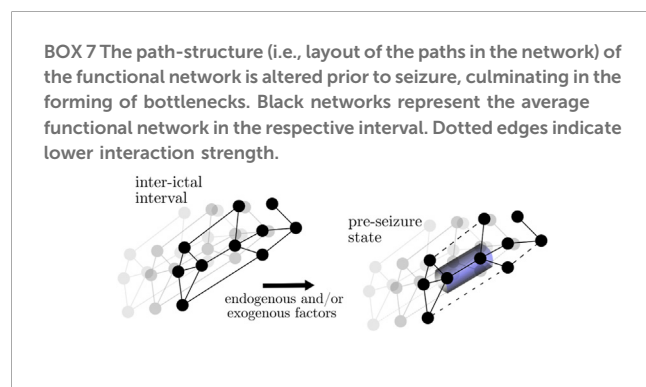 BOX 7 The path-structure (i.e., layout of the paths in the network) of
the functional network is altered prior to seizure, culminating in the
forming of bottlenecks. Black networks represent the average
functional network in the respective interval. Dotted edges indicate
lower interaction strength.
inter-ictal
interval
pre-seizure
state
endogenous and/or
exogenous factors